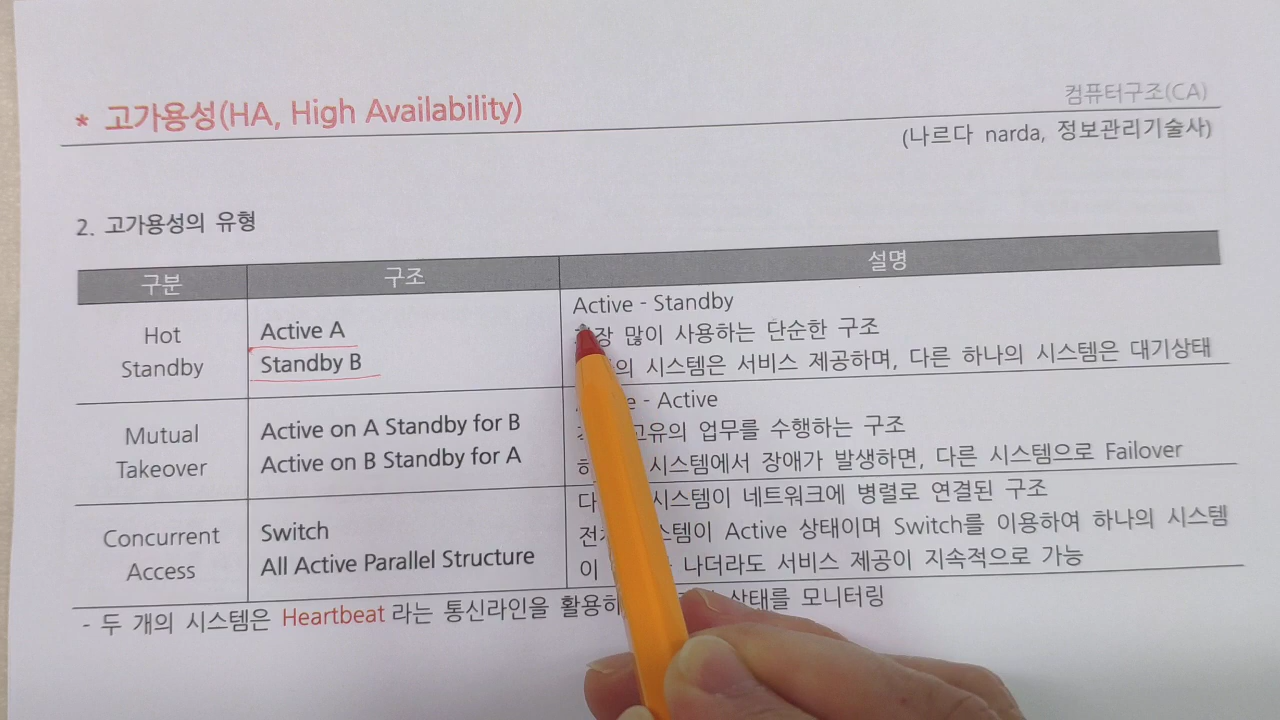 * 고가용성(HA, High Availability)
컴퓨터구조(CA)
(나르다 narda, 정보관리기술사)
2. 고가용성의 유형
구분 구조 설명
Hot
Standby
Active A
Standby B
Active - Standby
많이 사용하는 단순한 구조
시스템은 서비스 제공하며, 다른 하나의 시스템은 대기상태
Mutual
Takeover
Active on A Standby for B
Active on B Standby for A
- Active
고유의 업무를 수행하는 구조
시스템에서 장애가 발생하면, 다른 시스템으로 Failover
Concurrent
Access
Switch
All Active Parallel Structure
시스템이 네트워크에 병렬로 연결된 구조
Active 상태이며 Switch를 이용하여 하나의 시스템
이 나더라도 서비스 제공이 지속적으로 가능
- 두 개의 시스템은 Heartbeat 라는 통신라인을 상태를 모니터링